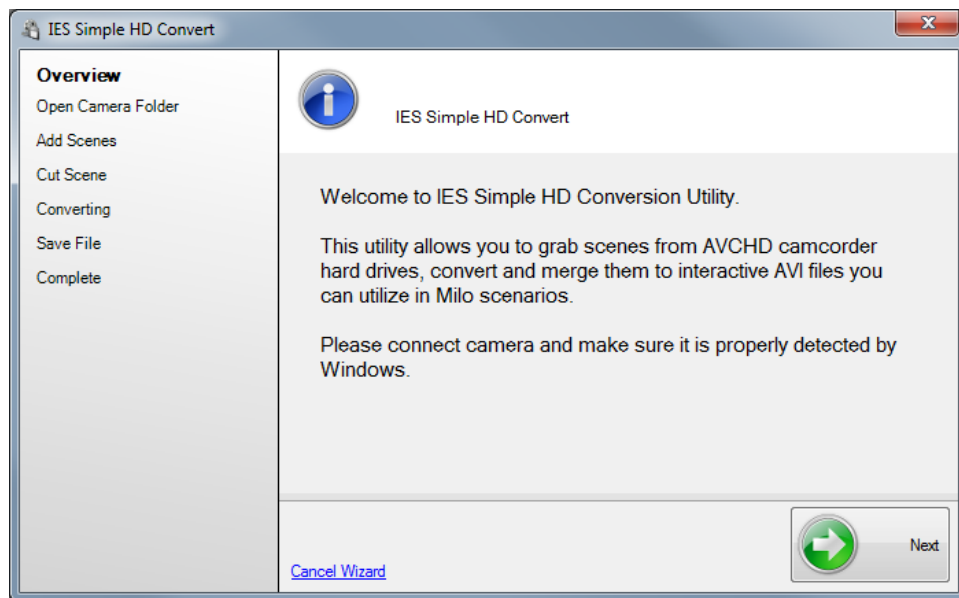 IES Simple HD Convert
Overview
Open Camera Folder
Add Scenes
Cut Scene
Converting
Save File
Complete
IES Simple HD Convert
Welcome to IES Simple HD Conversion Utility.
This utility allows you to grab scenes from AVCHD camcorder
hard drives, convert and merge them to interactive AVI files you
can utilize in Milo scenarios.
Please connect camera and make sure it is properly detected by
Windows.
Cancel Wizard
Next